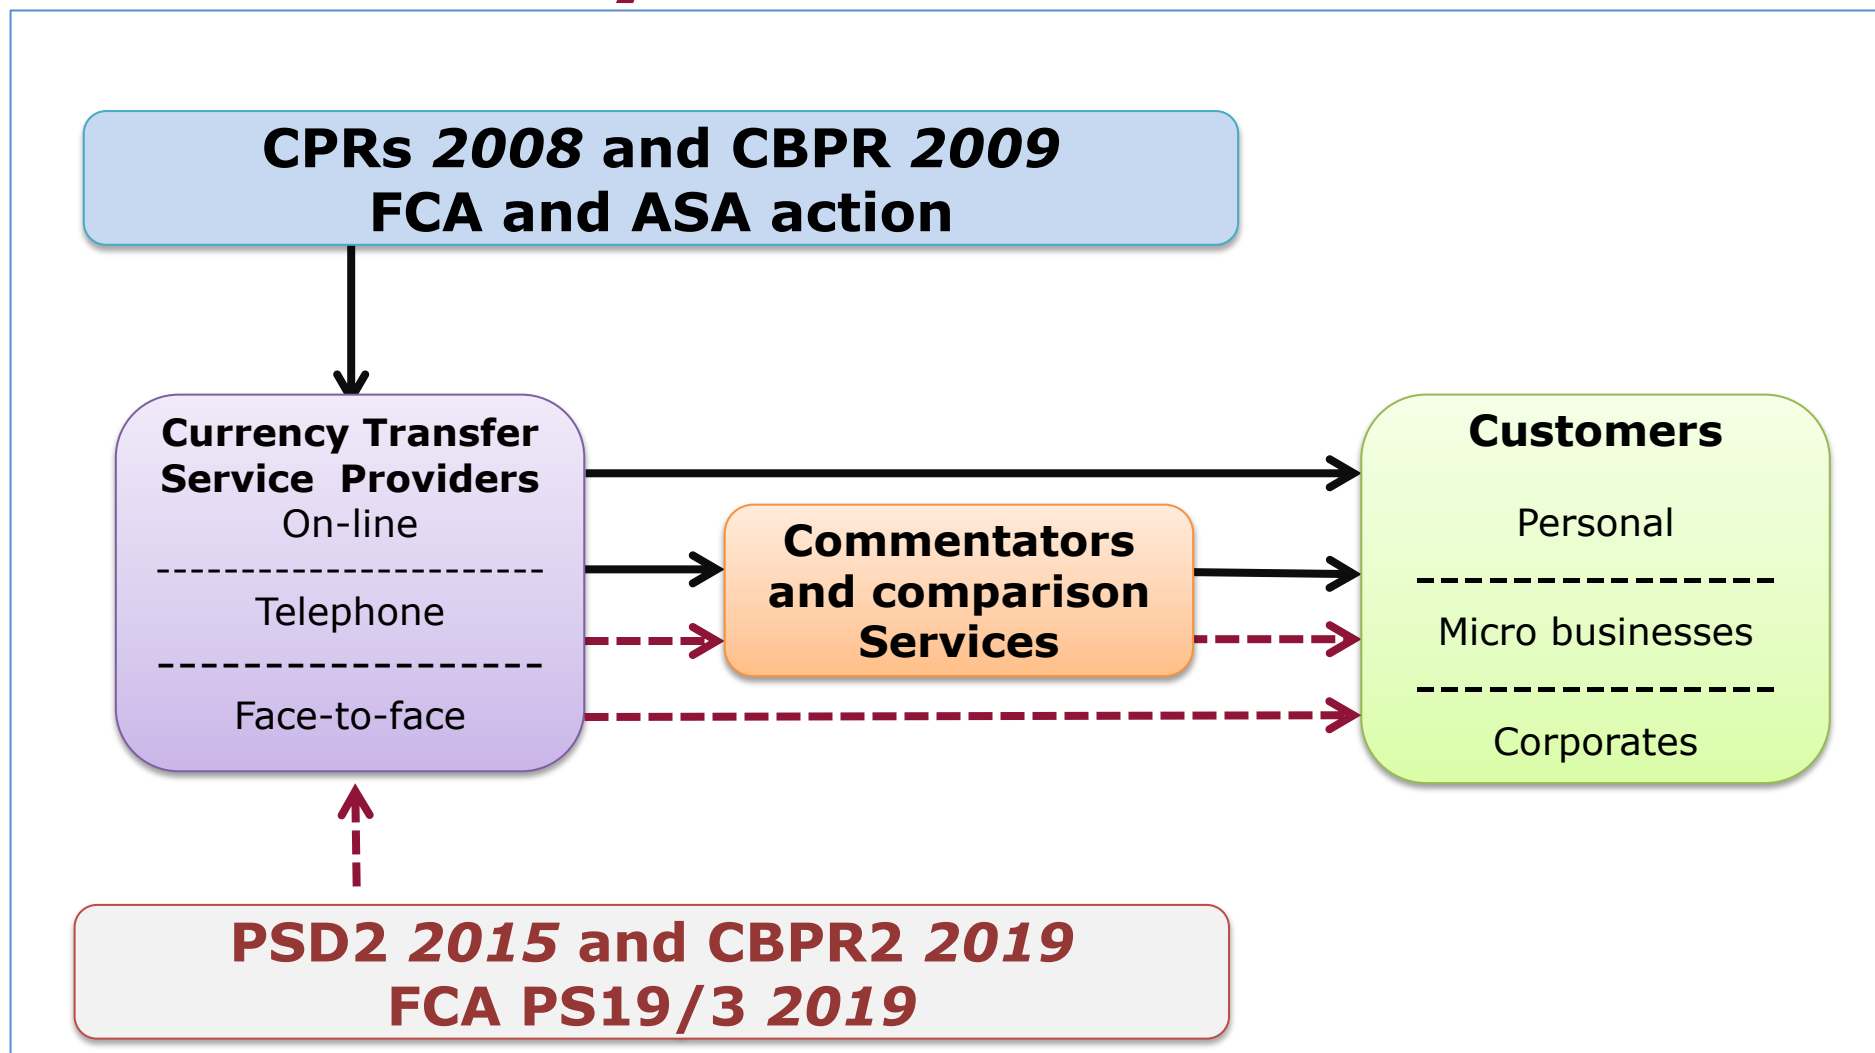 CPRs 2008 and CBPR 2009
FCA and ASA action
Currency Transfer
Service Providers
On-line
Telephone
Face-to-face
Commentators
and comparison
Services
Customers
Personal
Micro businesses
Corporates
PSD2 2015 and CBPR2 2019
FCA PS19/3 2019